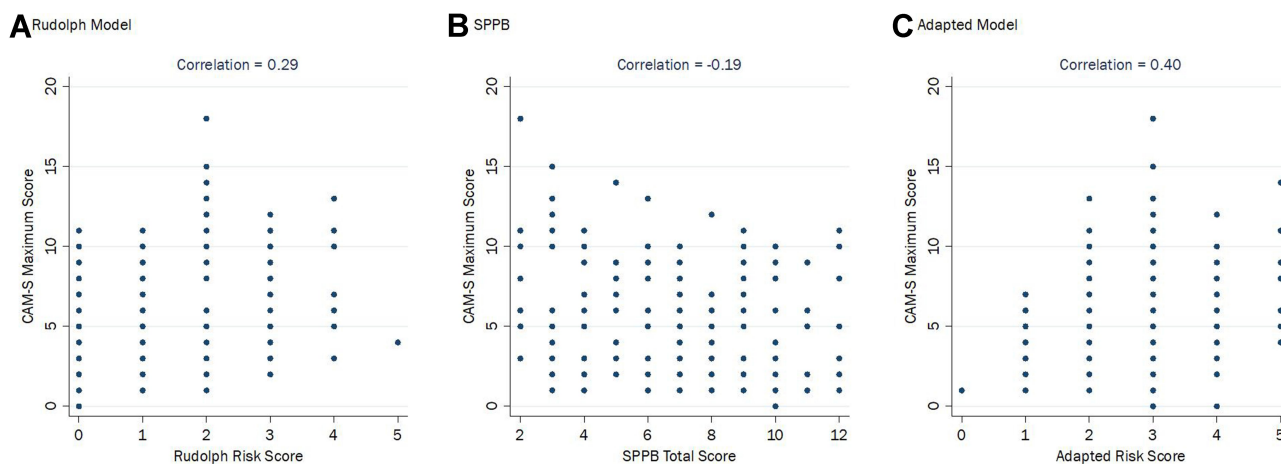 A Rudolph Model
Correlation = 0.29
CAM-S Maximum Score
20
15
10
5
0
0 1 2 3 4 5
Rudolph Risk Score
B SPPB
Correlation = -0.19
CAM-S Maximum Score
20
15
10
5
0
2 4 6 8 10 12
SPPB Total Score
C Adapted Model
Correlation = 0.40
CAM-S Maximum Score
20
15
10
5
0
0 1 2 3 4 5
Adapted Risk Score